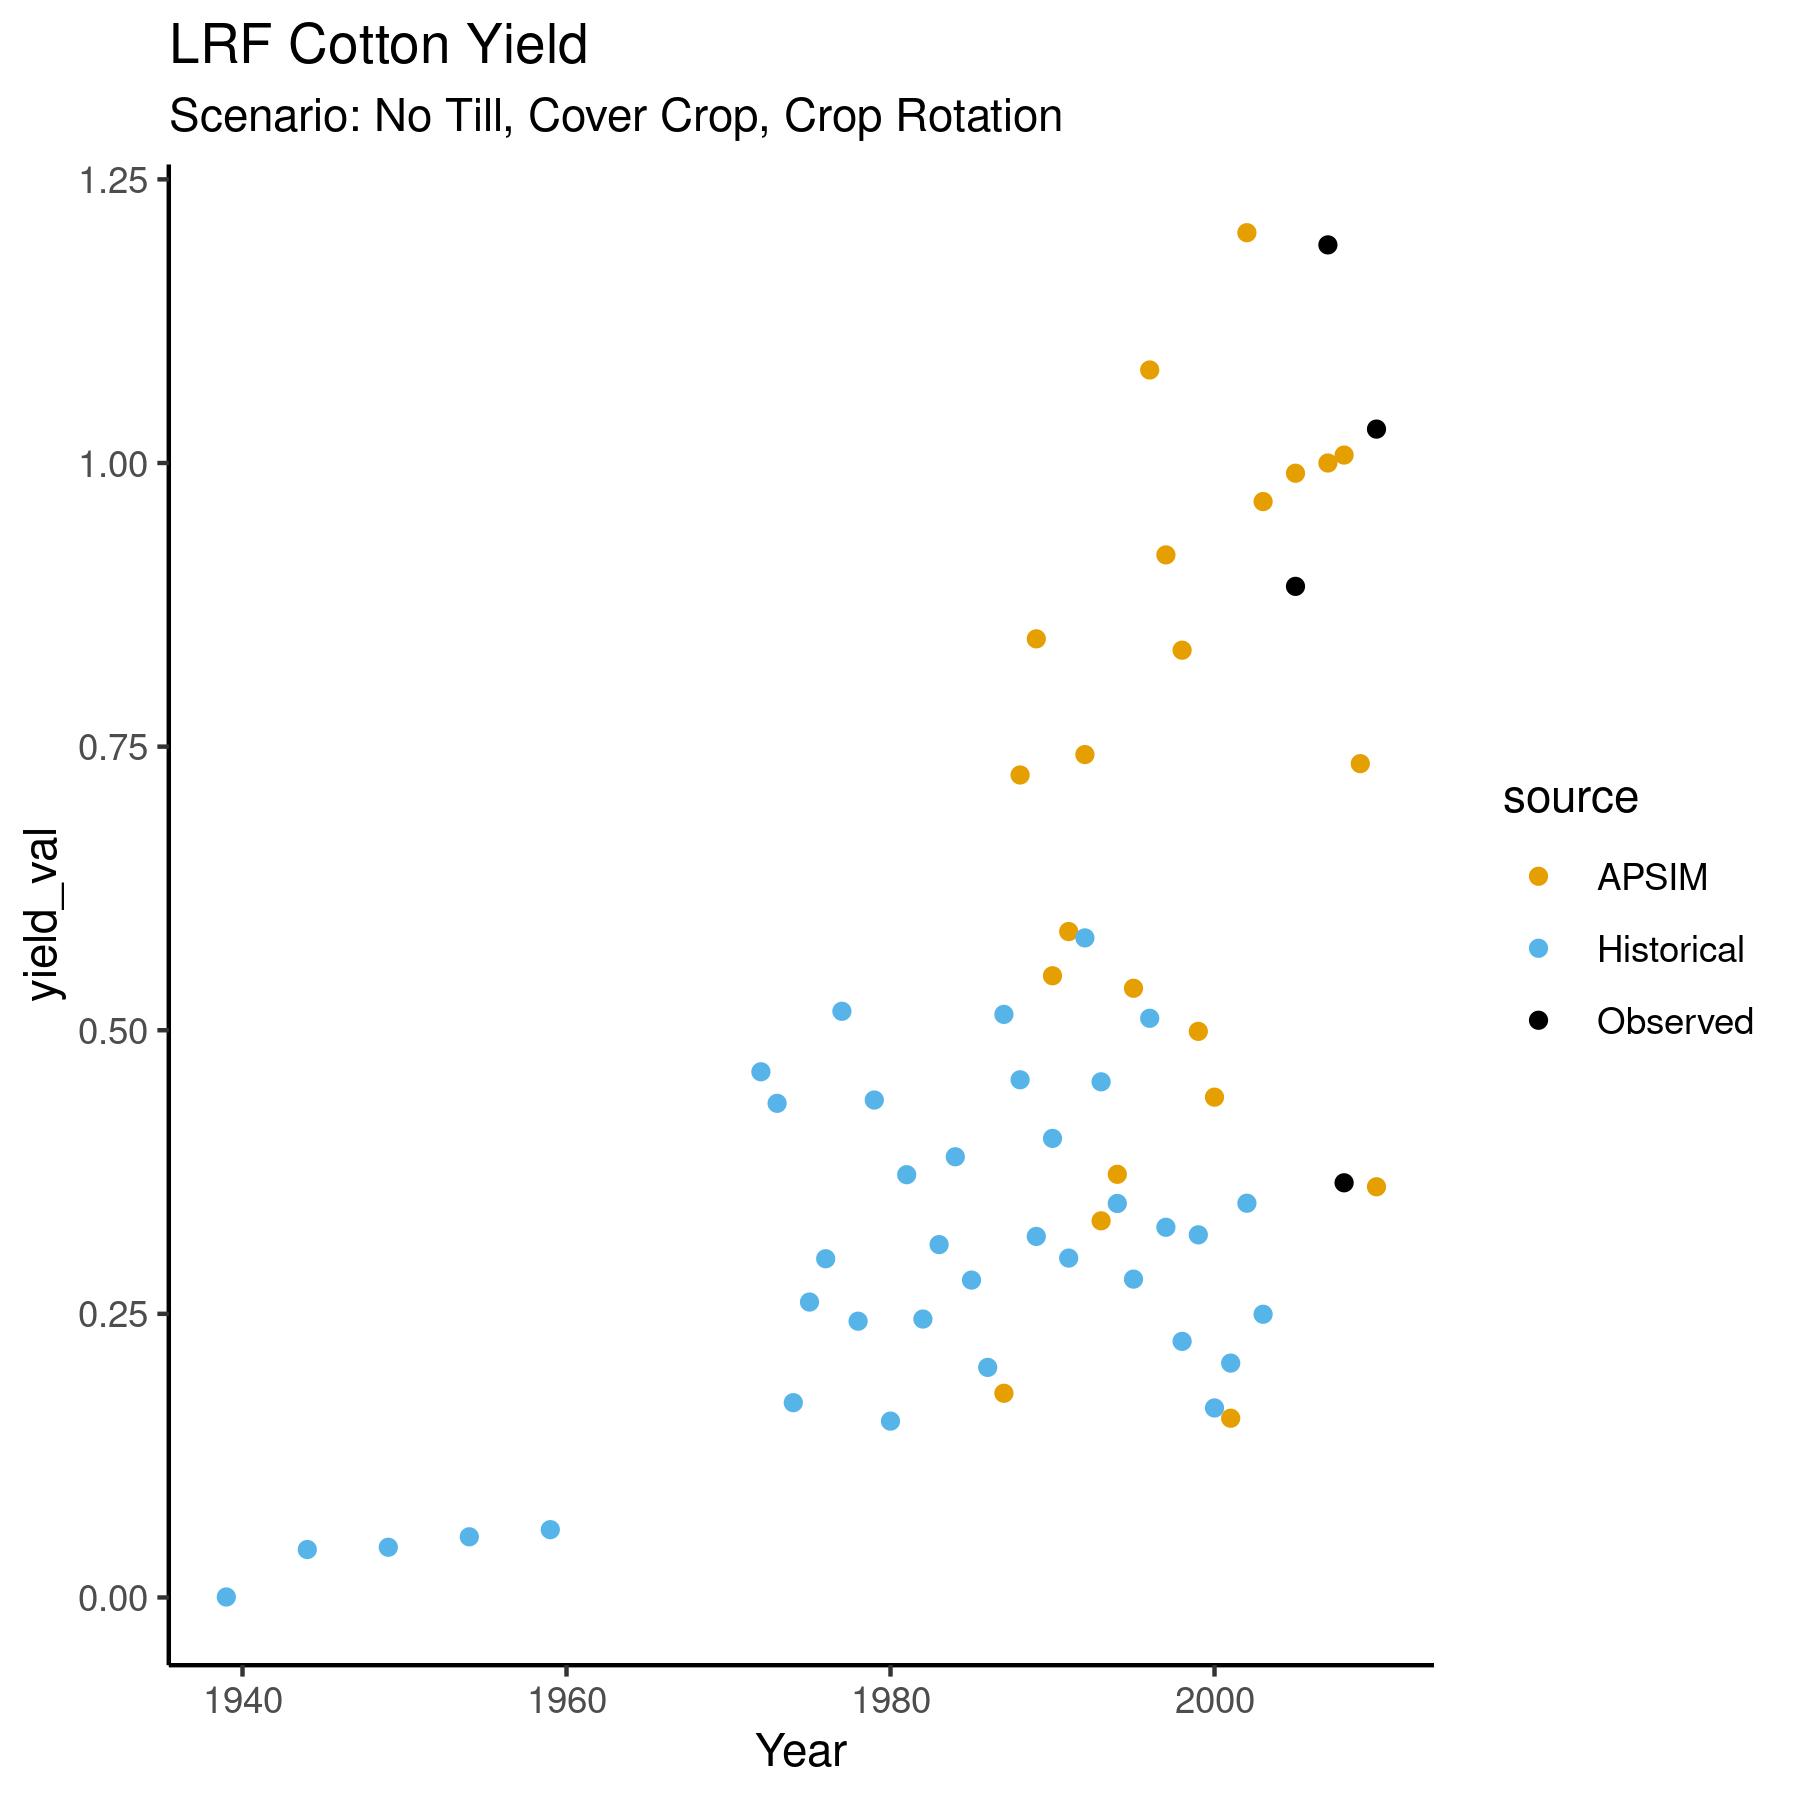 LRF Cotton Yield
Scenario: No Till, Cover Crop, Crop Rotation
1.25
1.00
0.75
0.50
0.25
0.00
yield_val
1940 1960 1980 2000
Year
source
APSIM
Historical
Observed